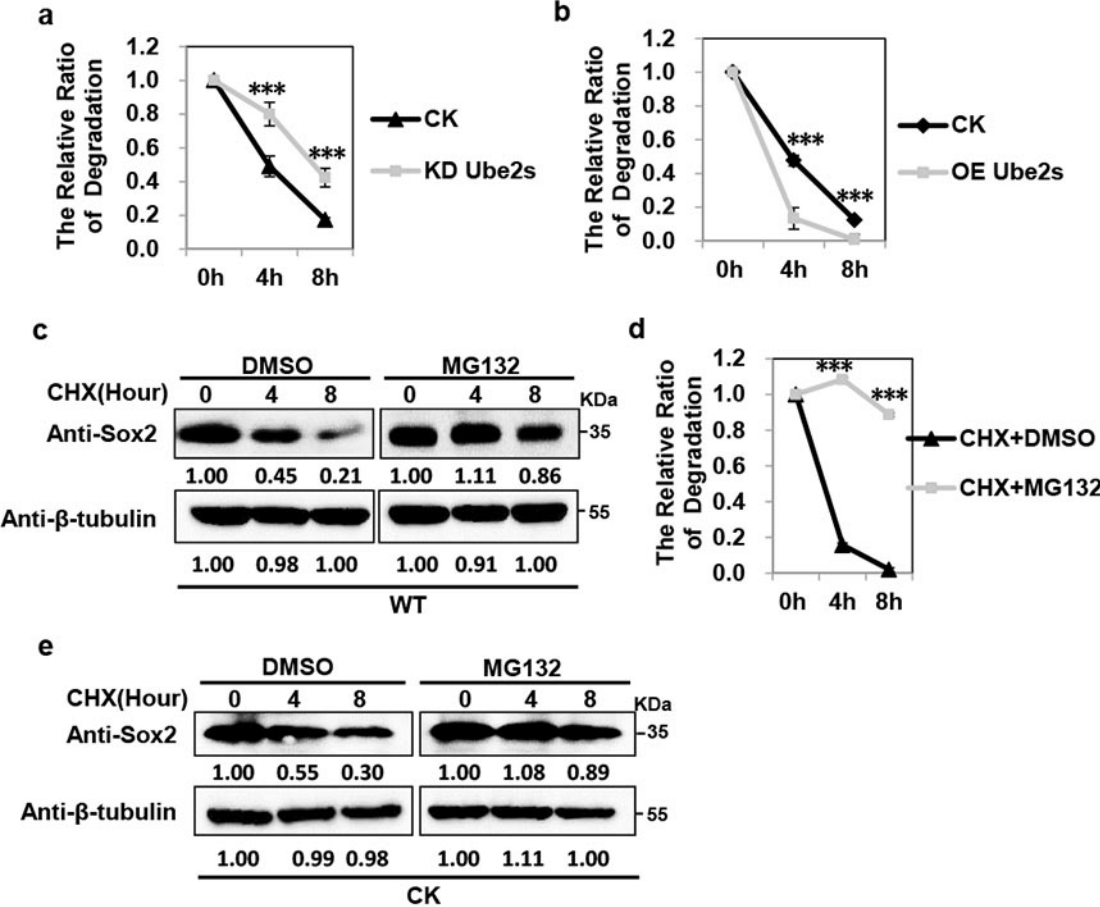 a
The Relative Ratio
of Degradation
1.2
1.0
0.8
0.6
0.4
0.2
0.0
***
***
0h 4h 8h
CK
KD Ube2s
b
The Relative Ratio
of Degradation
1.2
1.0
0.8
0.6
0.4
0.2
0.0
***
***
0h 4h 8h
CK
OE Ube2s
c
DMSO MG132
CHX(Hour) 0 4 8 0 4 8 KDa
Anti-Sox2 35
1.00 0.45 0.21 1.00 1.11 0.86
Anti-β-tubulin 55
1.00 0.98 1.00 1.00 0.91 1.00
WT
d
The Relative Ratio
of Degradation
1.2
1.0
0.8
0.6
0.4
0.2
0.0
***
***
0h 4h 8h
CHX+DMSO
CHX+MG132
e
DMSO MG132
CHX(Hour) 0 4 8 0 4 8 KDa
Anti-Sox2 35
1.00 0.55 0.30 1.00 1.08 0.89
Anti-β-tubulin 55
1.00 0.99 0.98 1.00 1.11 1.00
CK